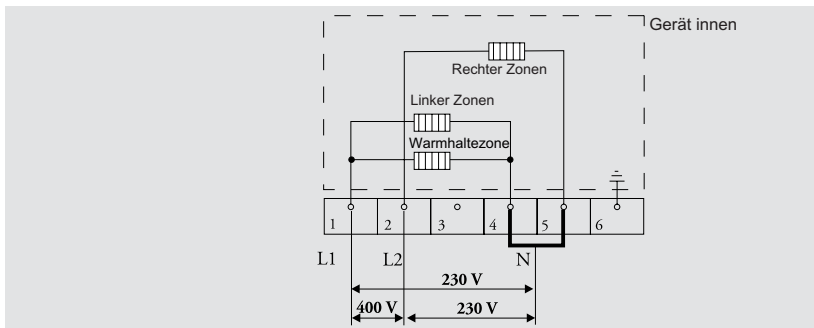 Gerät innen
Rechter Zonen
Linker Zonen
Warmhaltezone
1 2 3 4 5 6
L1 L2 N
230 V
400 V 230 V